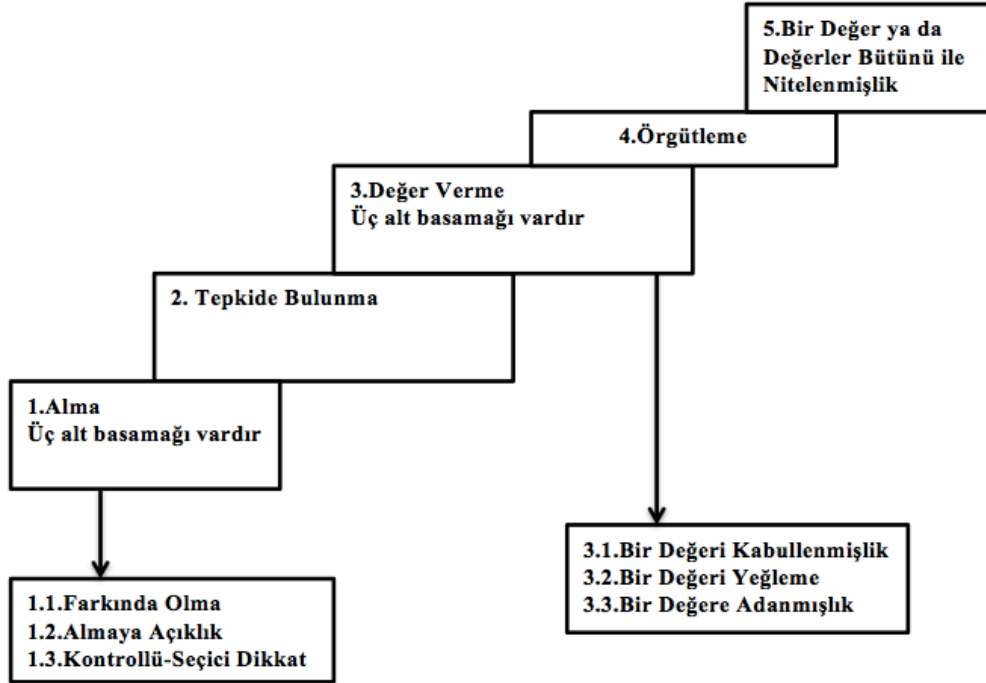 5.Bir Değer ya da
Değerler Bütünü ile
Nitelenmişlik
4.Örgütleme
3.Değer Verme
Üç alt basamağı vardır
2. Tepkide Bulunma
1.Alma
Üç alt basamağı vardır
3.1.Bir Değeri Kabullenmişlik
3.2.Bir Değeri Yeğleme
3.3.Bir Değere Adanmışlık
1.1.Farkında Olma
1.2.Almaya Açıklık
1.3.Kontrollü-Seçici Dikkat